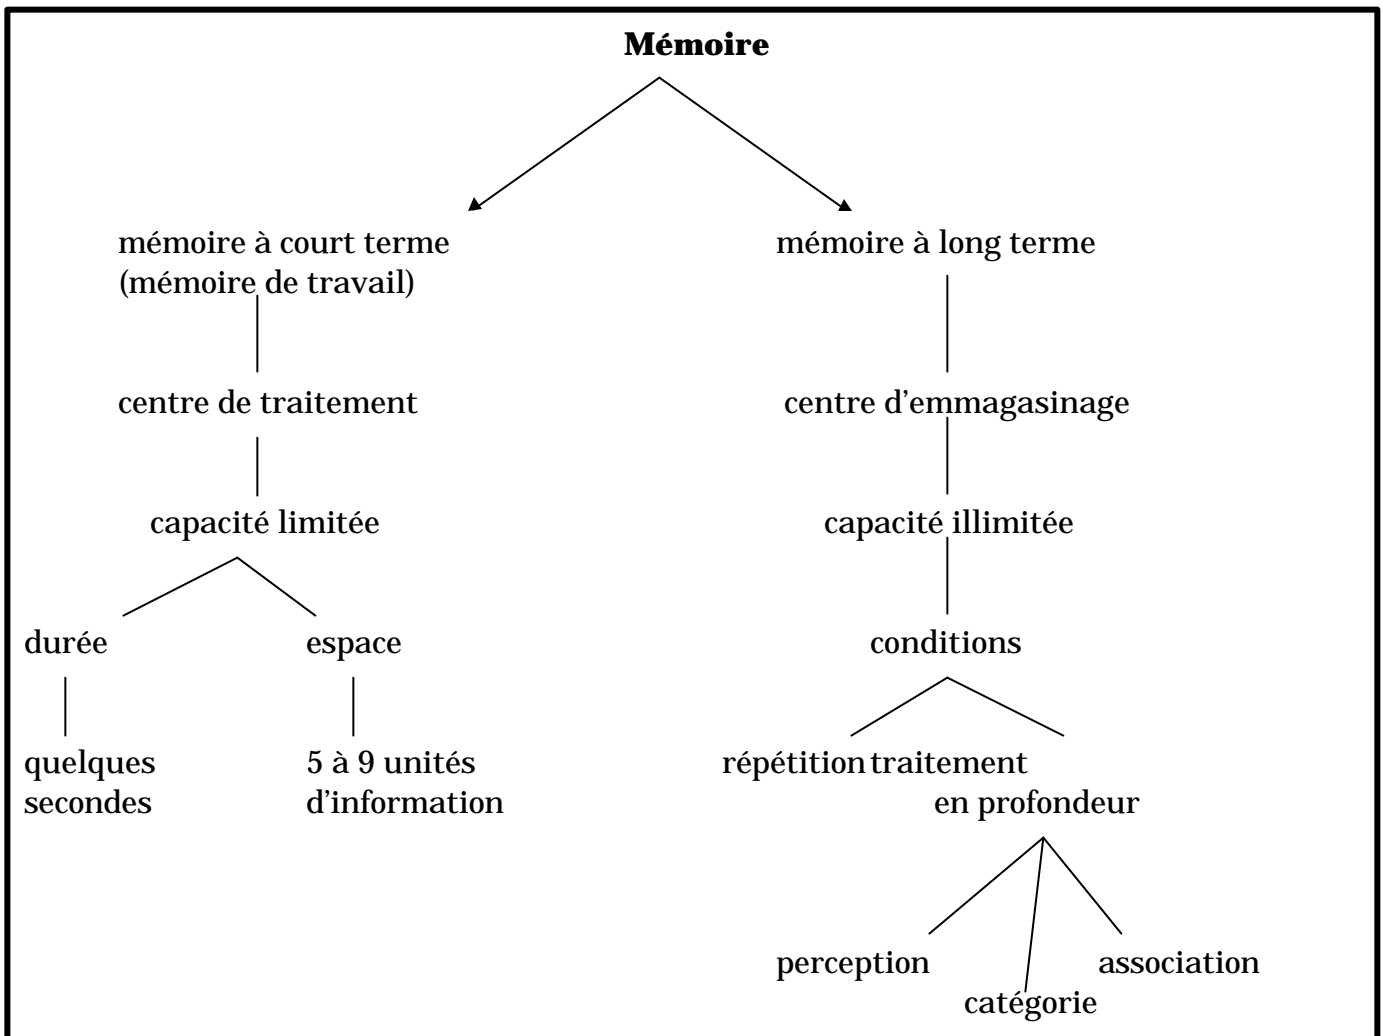 Mémoire
mémoire à court terme
(mémoire de travail)
mémoire à long terme
centre de traitement
centre d'emmagasinage
capacité limitée
capacité illimitée
durée
espace
conditions
quelques
secondes
5 à 9 unités
d'information
répétition
traitement
en profondeur
perception
catégorie
association